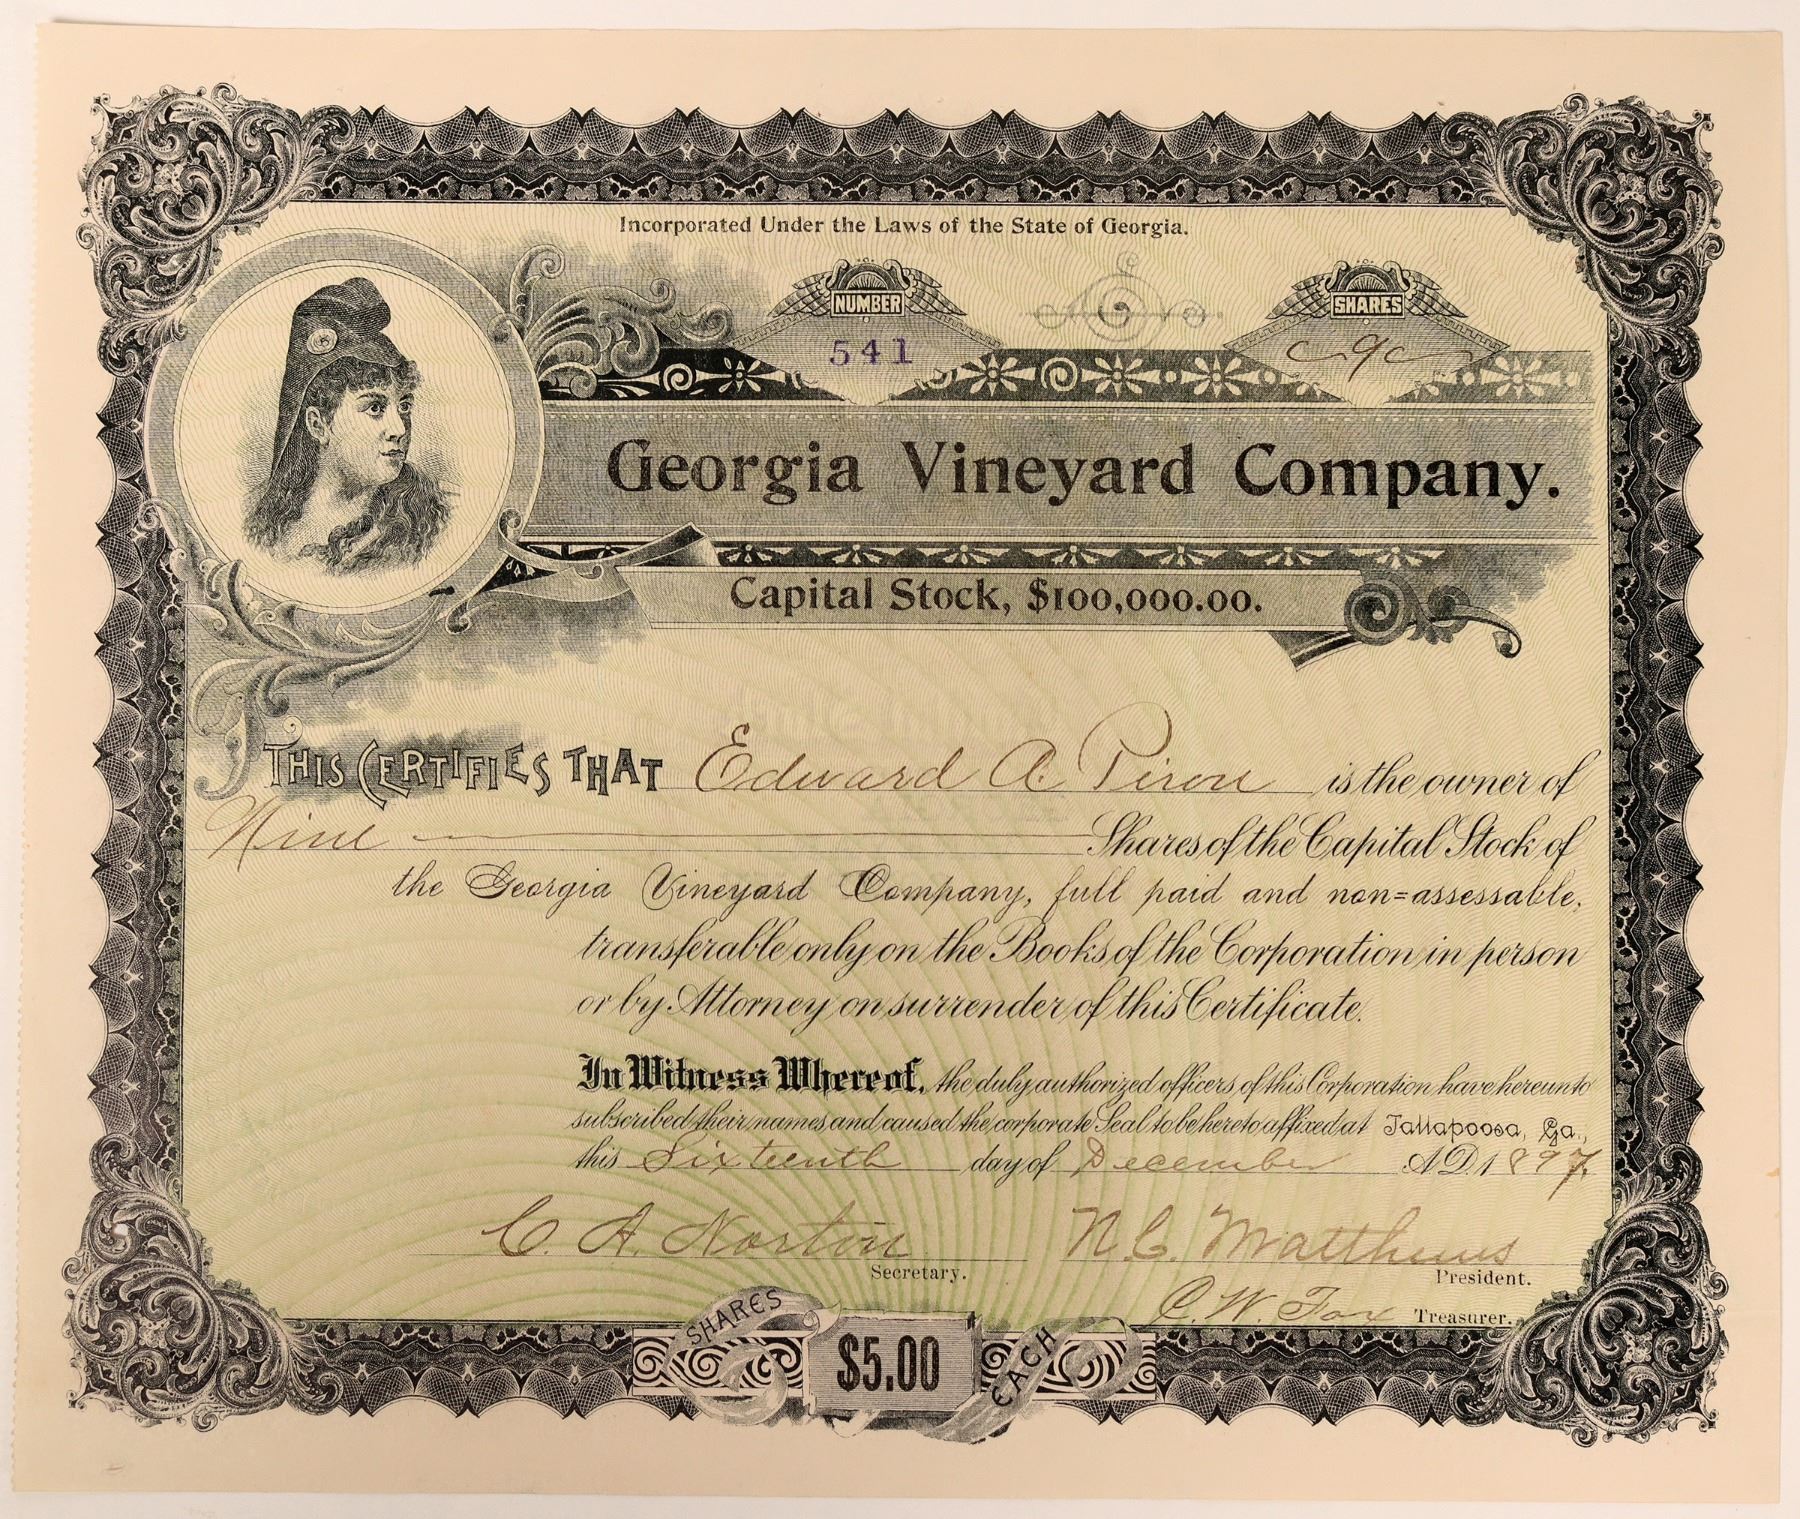 Incorporated Under the Laws of the State of Georgia.
NUMBER
SHARES
541
9
Georgia Vineyard Company.
Capital Stock, $100,000.00.
THIS CERTIFIES THAT Edward A. Piron is the owner of
Nine Shares of the Capital Stock of
the Georgia Vineyard Company, full paid and non=assessable,
transferable only on the Books of the Corporation in person
or by Attorney on surrender of this Certificate.
In Witness Whereof, the duly authorized officers of this Corporation have hereunto
subscribed their names and caused the corporate Seal to be hereto affixed at Tallapoosa, Ga.,
this Sixteenth day of December A.D. 1897.
C. A. Norton
N. C. Matthews
Secretary.
President.
C. W. Fox Treasurer.
SHARES $5.00 EACH